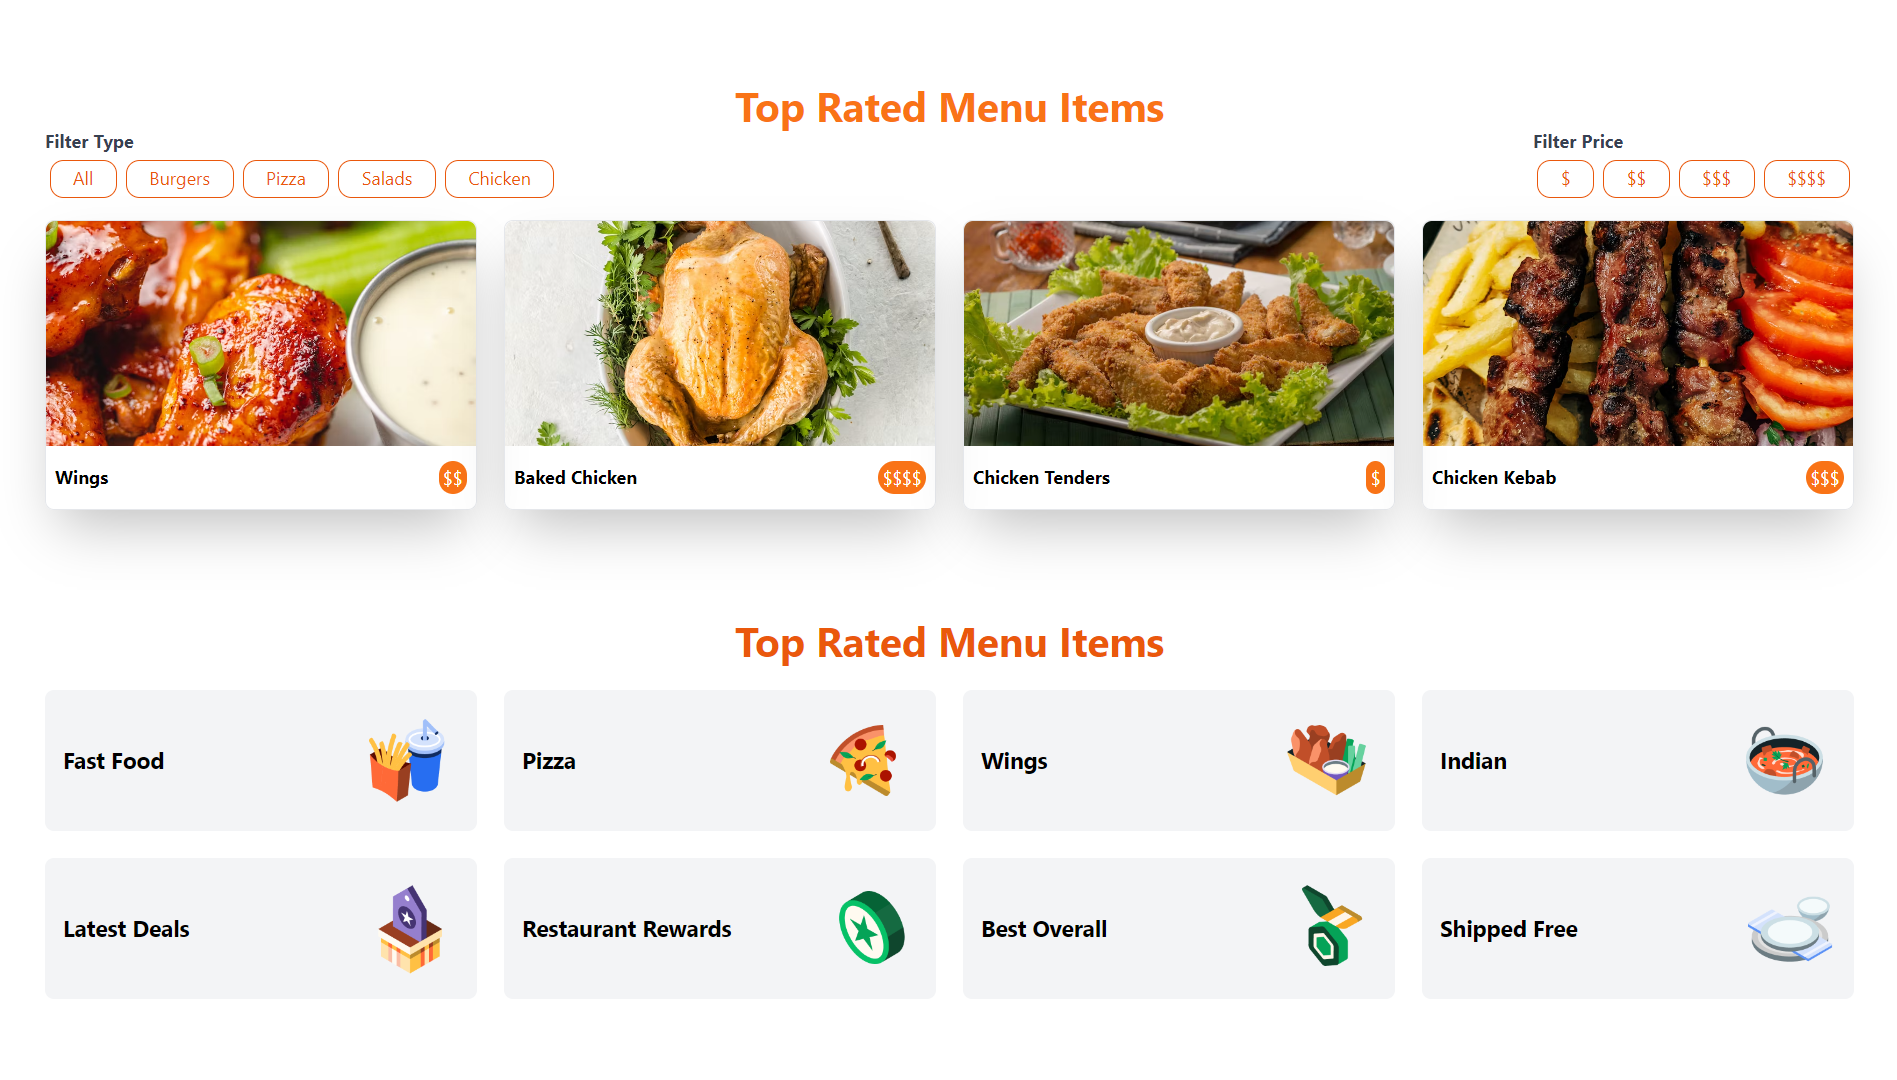 Top Rated Menu Items
Filter Type
Filter Price
All
Burgers
Pizza
Salads
Chicken
$
$$
$$$
$$$$
Wings
$$
Baked Chicken
$$$$
Chicken Tenders
$
Chicken Kebab
$$$
Top Rated Menu Items
Fast Food
Pizza
Wings
Indian
Latest Deals
Restaurant Rewards
Best Overall
Shipped Free